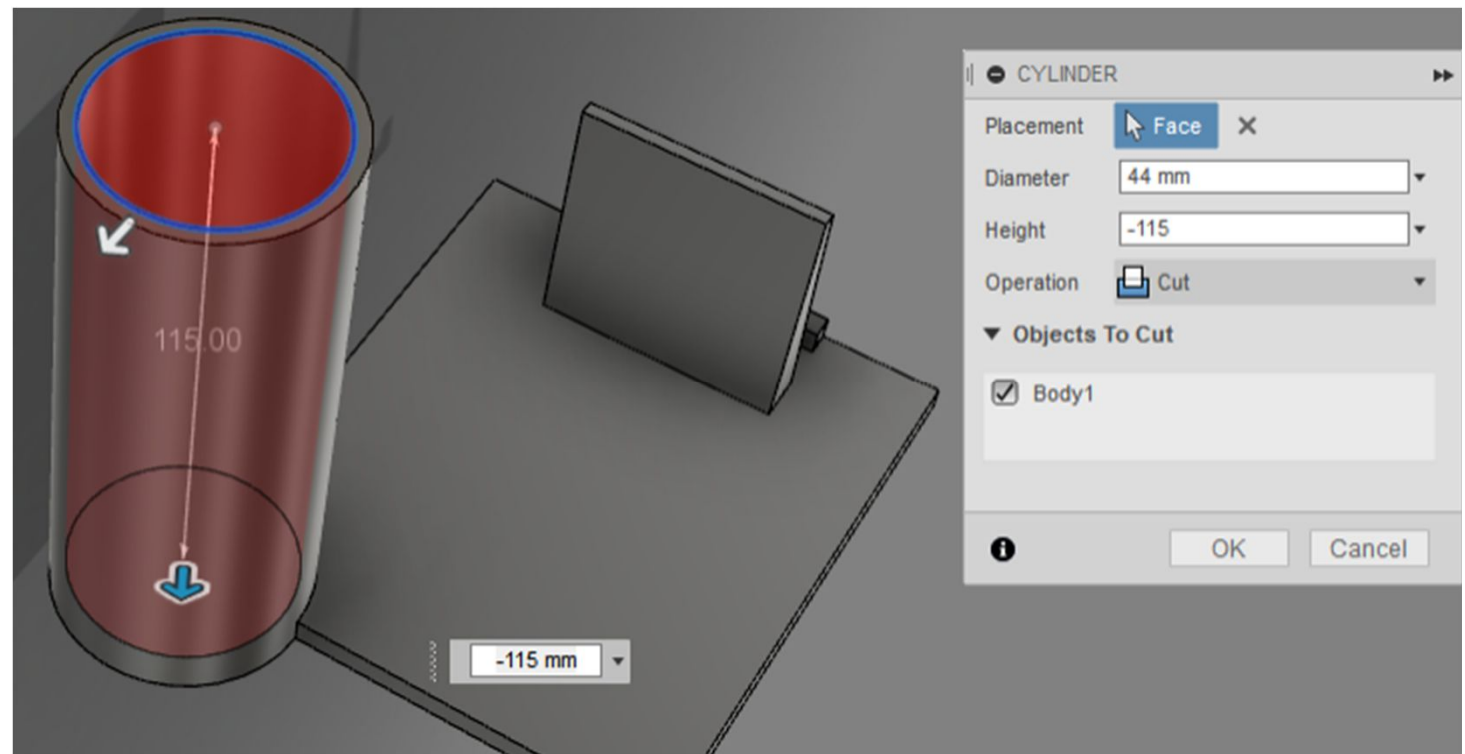 CYLINDER
Placement Face
Diameter 44 mm
Height -115
Operation Cut
Objects To Cut
Body1
OK Cancel
115.00
-115 mm